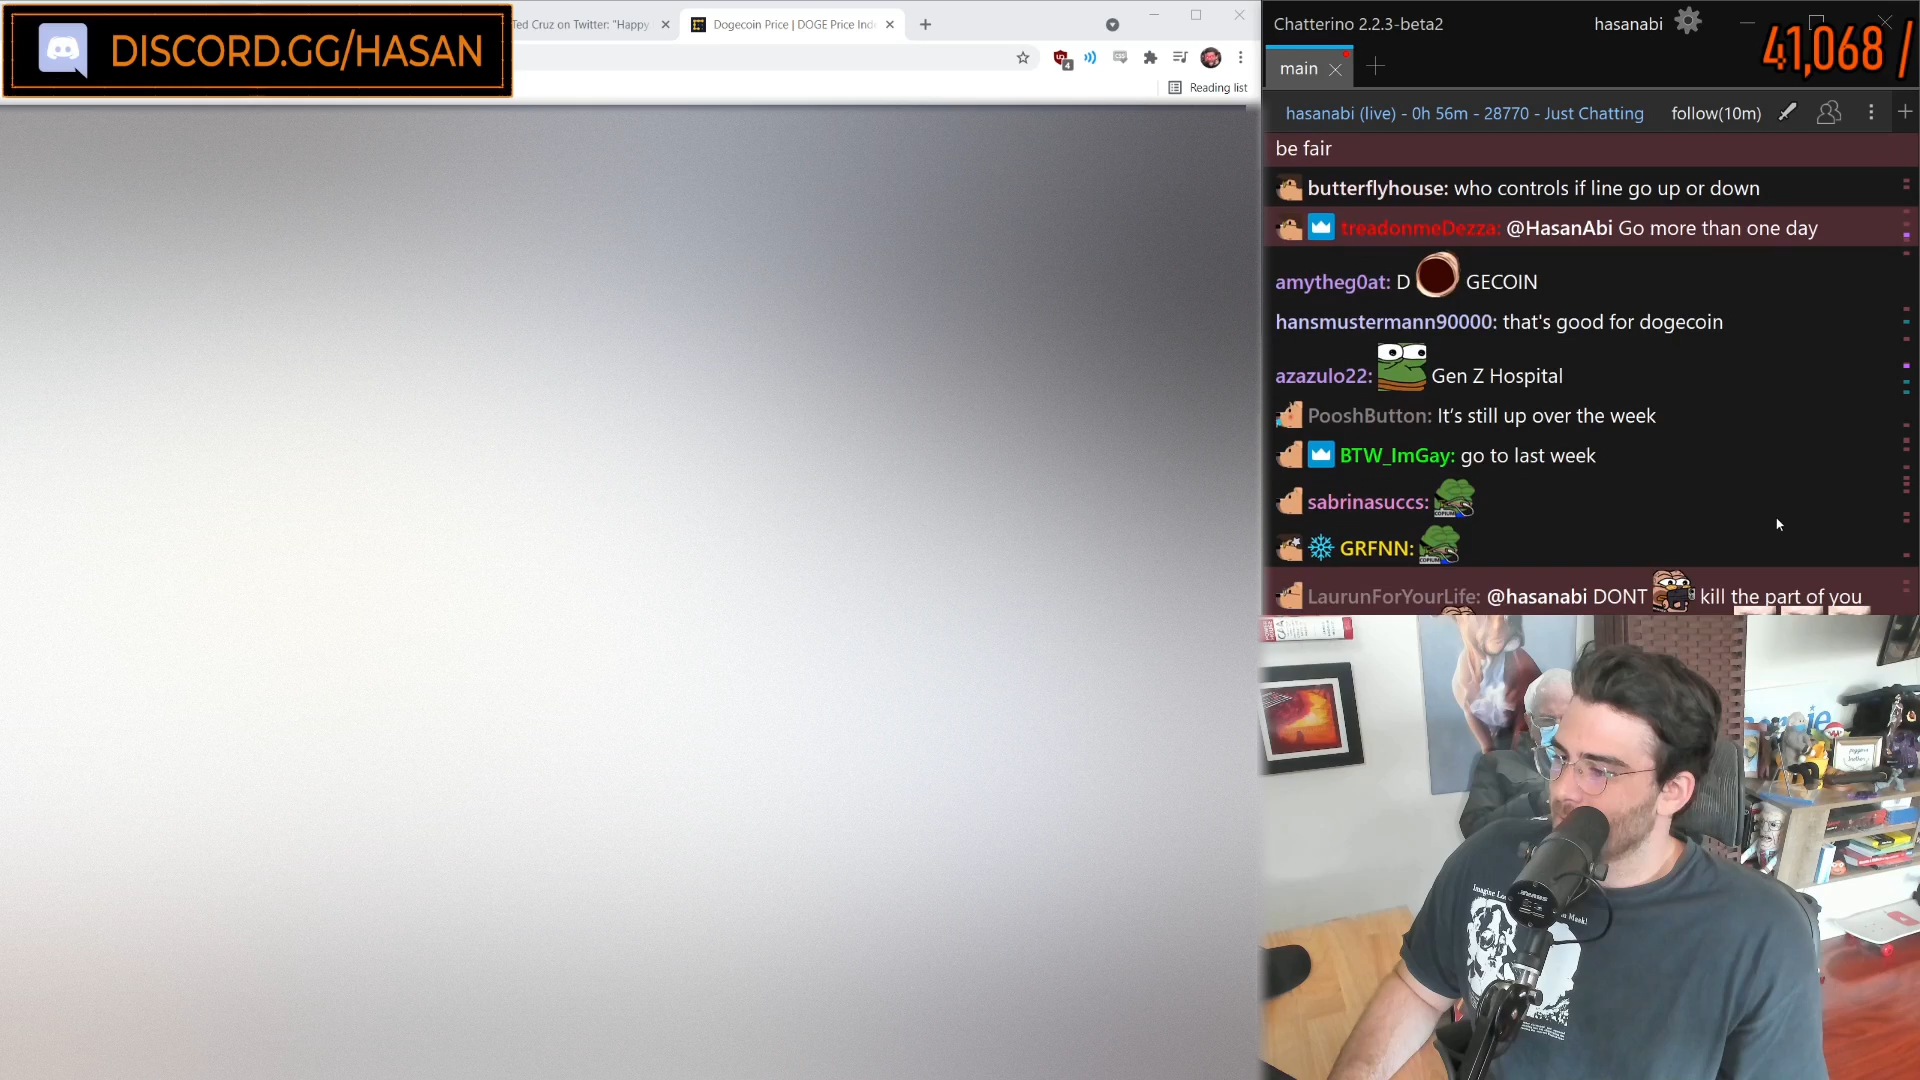 DISCORD.GG/HASAN
Ted Cruz on Twitter: "Happy
Dogecoin Price | DOGE Price Ind
4
Reading list
Chatterino 2.2.3-beta2
hasanabi
41,068 /
main
hasanabi (live) - 0h 56m - 28770 - Just Chatting
follow(10m)
be fair
butterflyhouse: who controls if line go up or down
treadonmeDezza: @HasanAbi Go more than one day
amytheg0at: D GECOIN
hansmustermann90000: that's good for dogecoin
azazulo22: Gen Z Hospital
PooshButton: It's still up over the week
BTW_ImGay: go to last week
sabrinasuccs:
COPIUM
GRFNN:
COPIUM
LaurunForYourLife: @hasanabi DONT kill the part of you